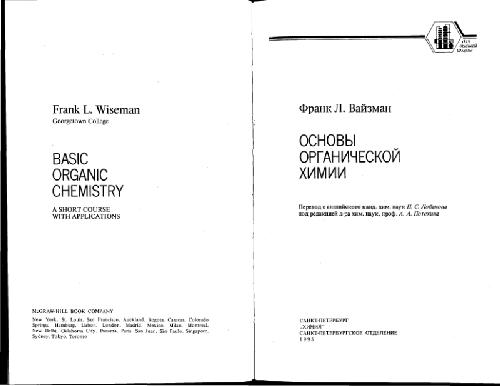 Frank L. Wiseman
Georgetown College
BASIC
ORGANIC
CHEMISTRY
A SHORT COURSE
WITH APPLICATIONS
McGRAW-HILL BOOK COMPANY
New York, St. Louis, San Francisco, Auckland, Bogota, Caracas, Colorado
Springs, Hamburg, Lisbon, London, Madrid, Mexico, Milan, Montreal,
New Delhi, Oklahoma City, Panama, Paris, San Juan, São Paulo, Singapore,
Sydney, Tokyo, Toronto
Франк Л. Вайзман
ОСНОВЫ
ОРГАНИЧЕСКОЙ
ХИМИИ
Перевод с английского канд. хим. наук И. С.
под редакцией д-ра хим. наук, проф. А. А. Потехина
САНКТ-ПЕТЕРБУРГ
„ХИМИЯ"
САНКТ-ПЕТЕРБУРГСКОЕ ОТДЕЛЕНИЕ
1995